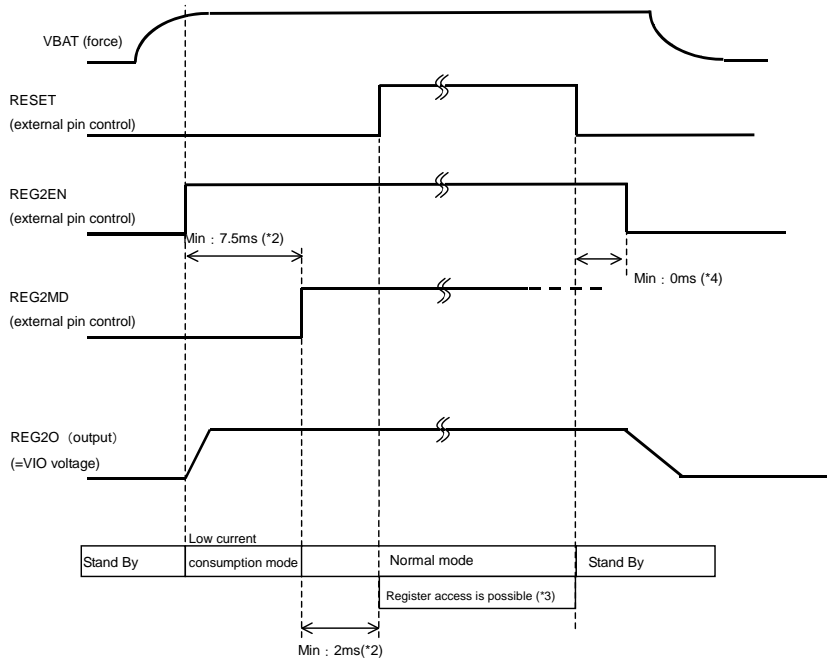 VBAT (force)
RESET
(external pin control)
REG2EN
(external pin control)
Min : 7.5ms (*2)
Min : 0ms (*4)
REG2MD
(external pin control)
REG2O (output)
(=VIO voltage)
Stand By
Low current
consumption mode
Normal mode
Stand By
Register access is possible (*3)
Min : 2ms(*2)